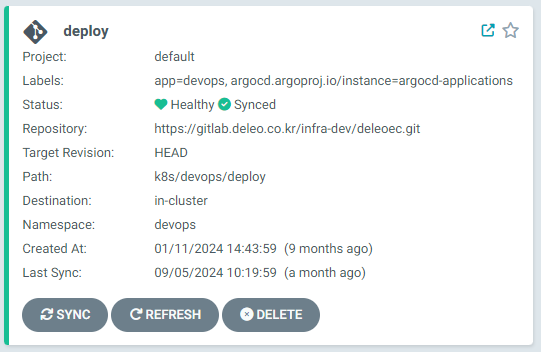 deploy
Project: default
Labels: app=devops, argocd.argoproj.io/instance=argocd-applications
Status: Healthy Synced
Repository: https://gitlab.deleo.co.kr/infra-dev/deleoec.git
Target Revision: HEAD
Path: k8s/devops/deploy
Destination: in-cluster
Namespace: devops
Created At: 01/11/2024 14:43:59 (9 months ago)
Last Sync: 09/05/2024 10:19:59 (a month ago)
SYNC REFRESH DELETE